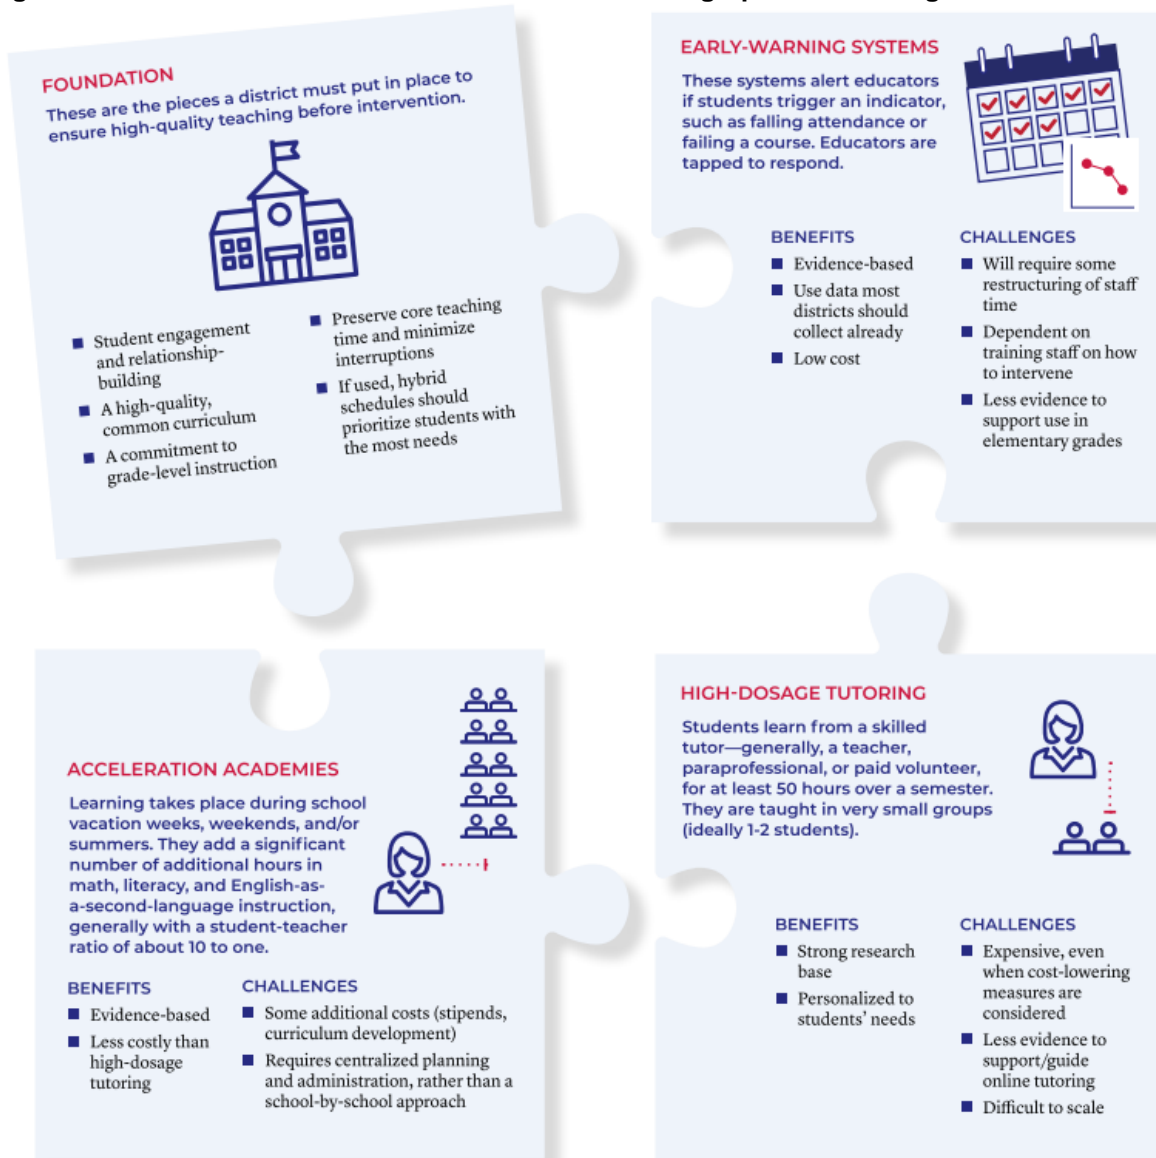 FOUNDATION
These are the pieces a district must put in place to
ensure high-quality teaching before intervention.
Student engagement
and relationship-
building
A high-quality,
common curriculum
A commitment to
grade-level instruction
Preserve core teaching
time and minimize
interruptions
If used, hybrid
schedules should
prioritize students with
the most needs
EARLY-WARNING SYSTEMS
These systems alert educators
if students trigger an indicator,
such as falling attendance or
failing a course. Educators are
tapped to respond.
BENEFITS
Evidence-based
Use data most
districts should
collect already
Low cost
CHALLENGES
Will require some
restructuring of staff
time
Dependent on
training staff on how
to intervene
Less evidence to
support use in
elementary grades
ACCELERATION ACADEMIES
Learning takes place during school
vacation weeks, weekends, and/or
summers. They add a significant
number of additional hours in
math, literacy, and English-as-
a-second-language instruction,
generally with a student-teacher
ratio of about 10 to one.
BENEFITS
Evidence-based
Less costly than
high-dosage
tutoring
CHALLENGES
Some additional costs (stipends,
curriculum development)
Requires centralized planning
and administration, rather than a
school-by-school approach
HIGH-DOSAGE TUTORING
Students learn from a skilled
tutor—generally, a teacher,
paraprofessional, or paid volunteer,
for at least 50 hours over a semester.
They are taught in very small groups
(ideally 1-2 students).
BENEFITS
Strong research
base
Personalized to
students' needs
CHALLENGES
Expensive, even
when cost-lowering
measures are
considered
Less evidence to
support/guide
online tutoring
Difficult to scale